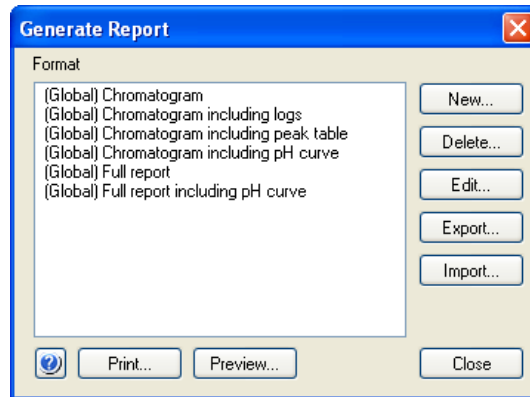 Generate Report
Format
(Global) Chromatogram
(Global) Chromatogram including logs
(Global) Chromatogram including peak table
(Global) Chromatogram including pH curve
(Global) Full report
(Global) Full report including pH curve
New...
Delete...
Edit...
Export...
Import...
Print...
Preview...
Close